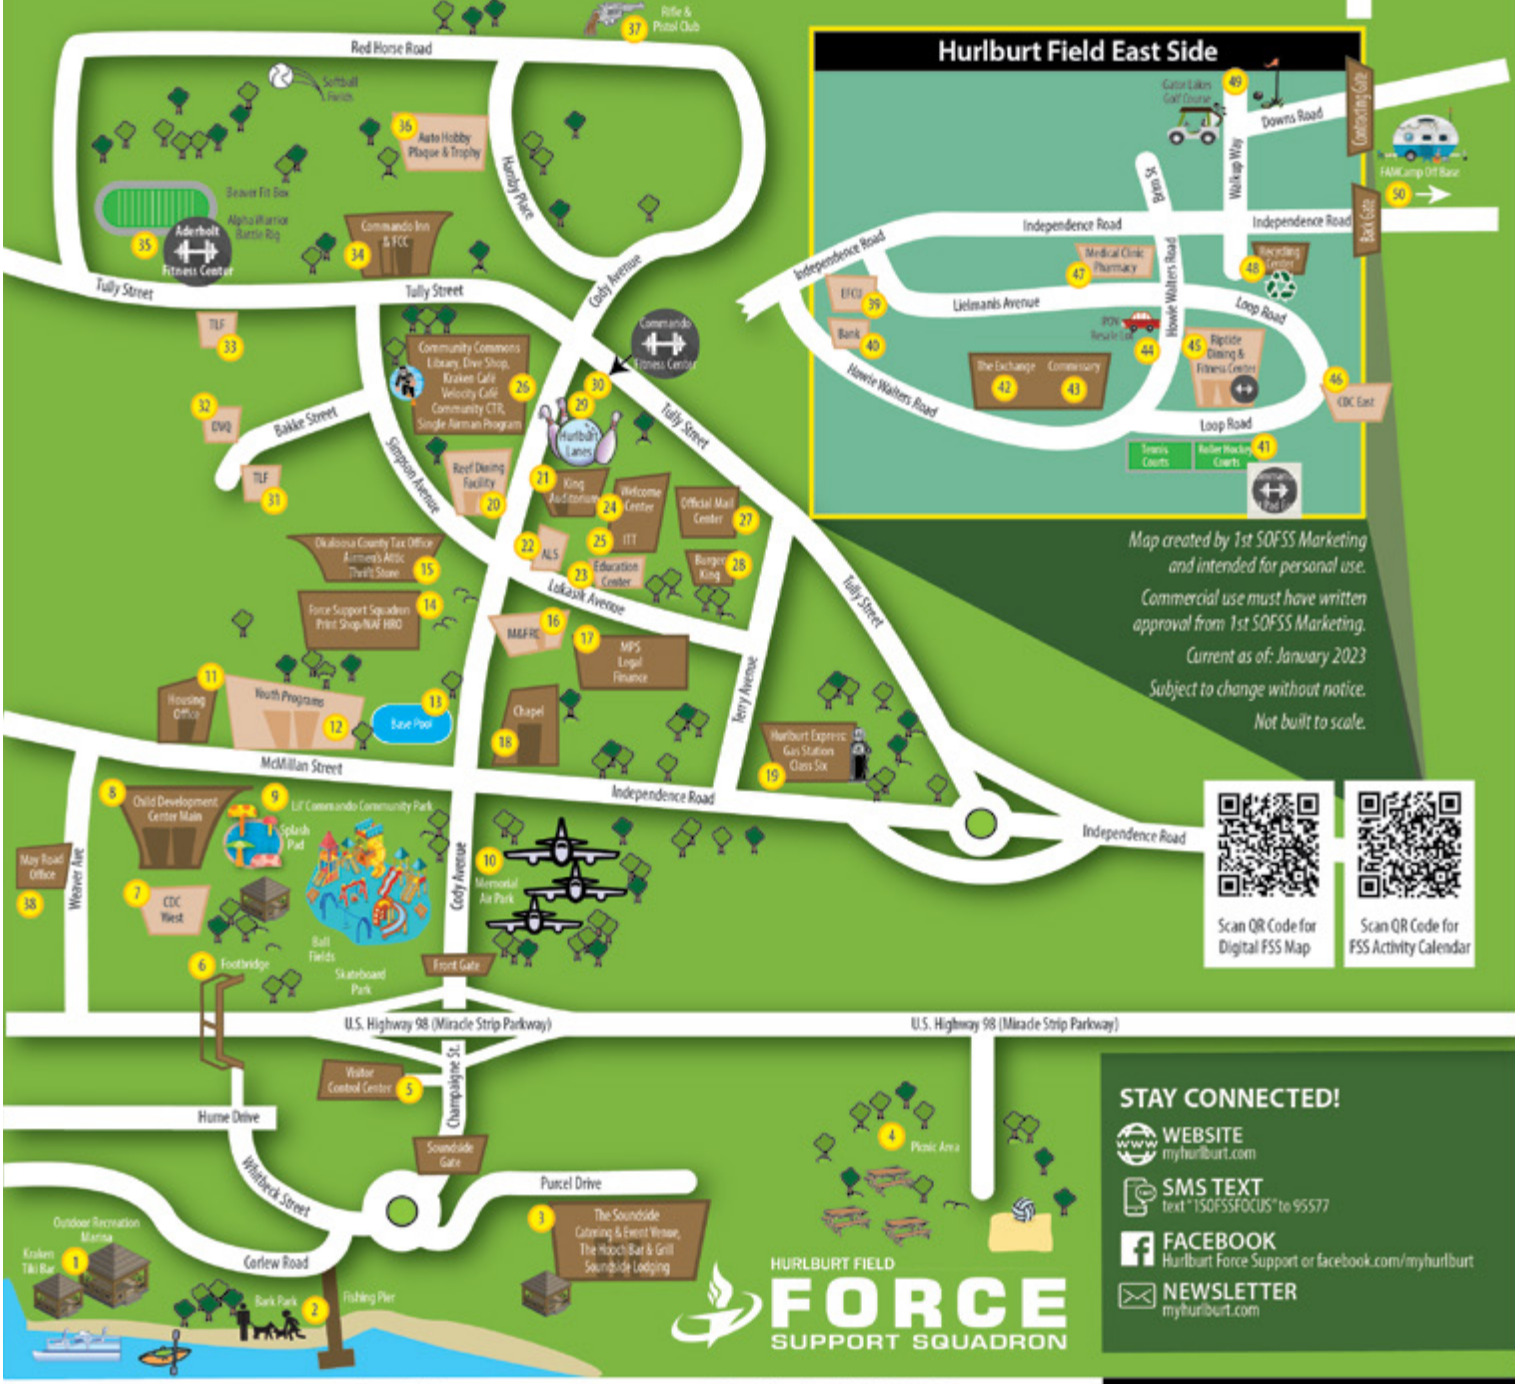 37
Rifle &
Pistol Club
Red Horse Road
Softball
Fields
36
Auto Hobby
Plaque & Trophy
Hamby Place
Beaver Fit Box
Alpha Warrior
Battle Rig
35
Aderholt
Fitness Center
34
Commando Inn
& FCC
Tully Street
Tully Street
Cody Avenue
TLF
33
Commando
Fitness Center
Community Commons
Library, Dive Shop,
Kraken Café
Velocity Café
Community CTR,
Single Airman Program
26
30
29
Hurlburt
Lanes
Tully Street
32
DVQ
Bakke Street
TLF
31
Simpson Avenue
Reef Dining
Facility
20
21
King
Auditorium
24
Welcome
Center
25
ITT
Official Mail
Center
27
22
ALS
23
Education
Center
Burger
King
28
Okaloosa County Tax Office
Airmen's Attic
Thrift Store
15
Lukasik Avenue
Tully Street
Force Support Squadron
Print Shop/NAF HRO
14
16
M&FRC
17
MPS
Legal
Finance
Terry Avenue
11
Housing
Office
Youth Programs
12
13
Base Pool
Chapel
18
Hurlburt Express:
Gas Station
Class Six
19
McMillan Street
Independence Road
Independence Road
8
Child Development
Center Main
9
Lil' Commando Community Park
Splash
Pad
May Road
Office
38
Weaver Ave
7
CDC
West
Cody Avenue
10
Memorial
Air Park
Ball
Fields
Skateboard
Park
6
Footbridge
Front Gate
U.S. Highway 98 (Miracle Strip Parkway)
U.S. Highway 98 (Miracle Strip Parkway)
Visitor
Control Center
5
Champaigne St.
Hume Drive
Whitbeck Street
Soundside
Gate
Purcel Drive
4
Picnic Area
3
The Soundside
Catering & Event Venue,
The Hooch Bar & Grill
Soundside Lodging
Outdoor Recreation
Marina
Kraken
Tiki Bar
1
Corlew Road
Bark Park
2
Fishing Pier
Hurlburt Field East Side
49
Gator Lakes
Golf Course
Downs Road
Contracting Gate
Walkup Way
FAMCamp Off Base
50
Back Gate
Independence Road
Independence Road
Independence Road
Medical Clinic
Pharmacy
47
Howie Walters Road
48
Recycling
Center
EFCU
39
Lielmanis Avenue
Loop Road
Bank
40
Resale Lot
44
45
Riptide
Dining &
Fitness Center
The Exchange
42
Commissary
43
46
CDC East
Howie Walters Road
Loop Road
Tennis
Courts
Roller Hockey
Courts
41
Map created by 1st SOFSS Marketing
and intended for personal use.
Commercial use must have written
approval from 1st SOFSS Marketing.
Current as of: January 2023
Subject to change without notice.
Not built to scale.
Scan QR Code for
Digital FSS Map
Scan QR Code for
FSS Activity Calendar
HURLBURT FIELD
FORCE
SUPPORT SQUADRON
STAY CONNECTED!
www
WEBSITE
myhurlburt.com
SMS TEXT
text "1SOFSSFOCUS" to 95577
FACEBOOK
Hurlburt Force Support or facebook.com/myhurlburt
NEWSLETTER
myhurlburt.com